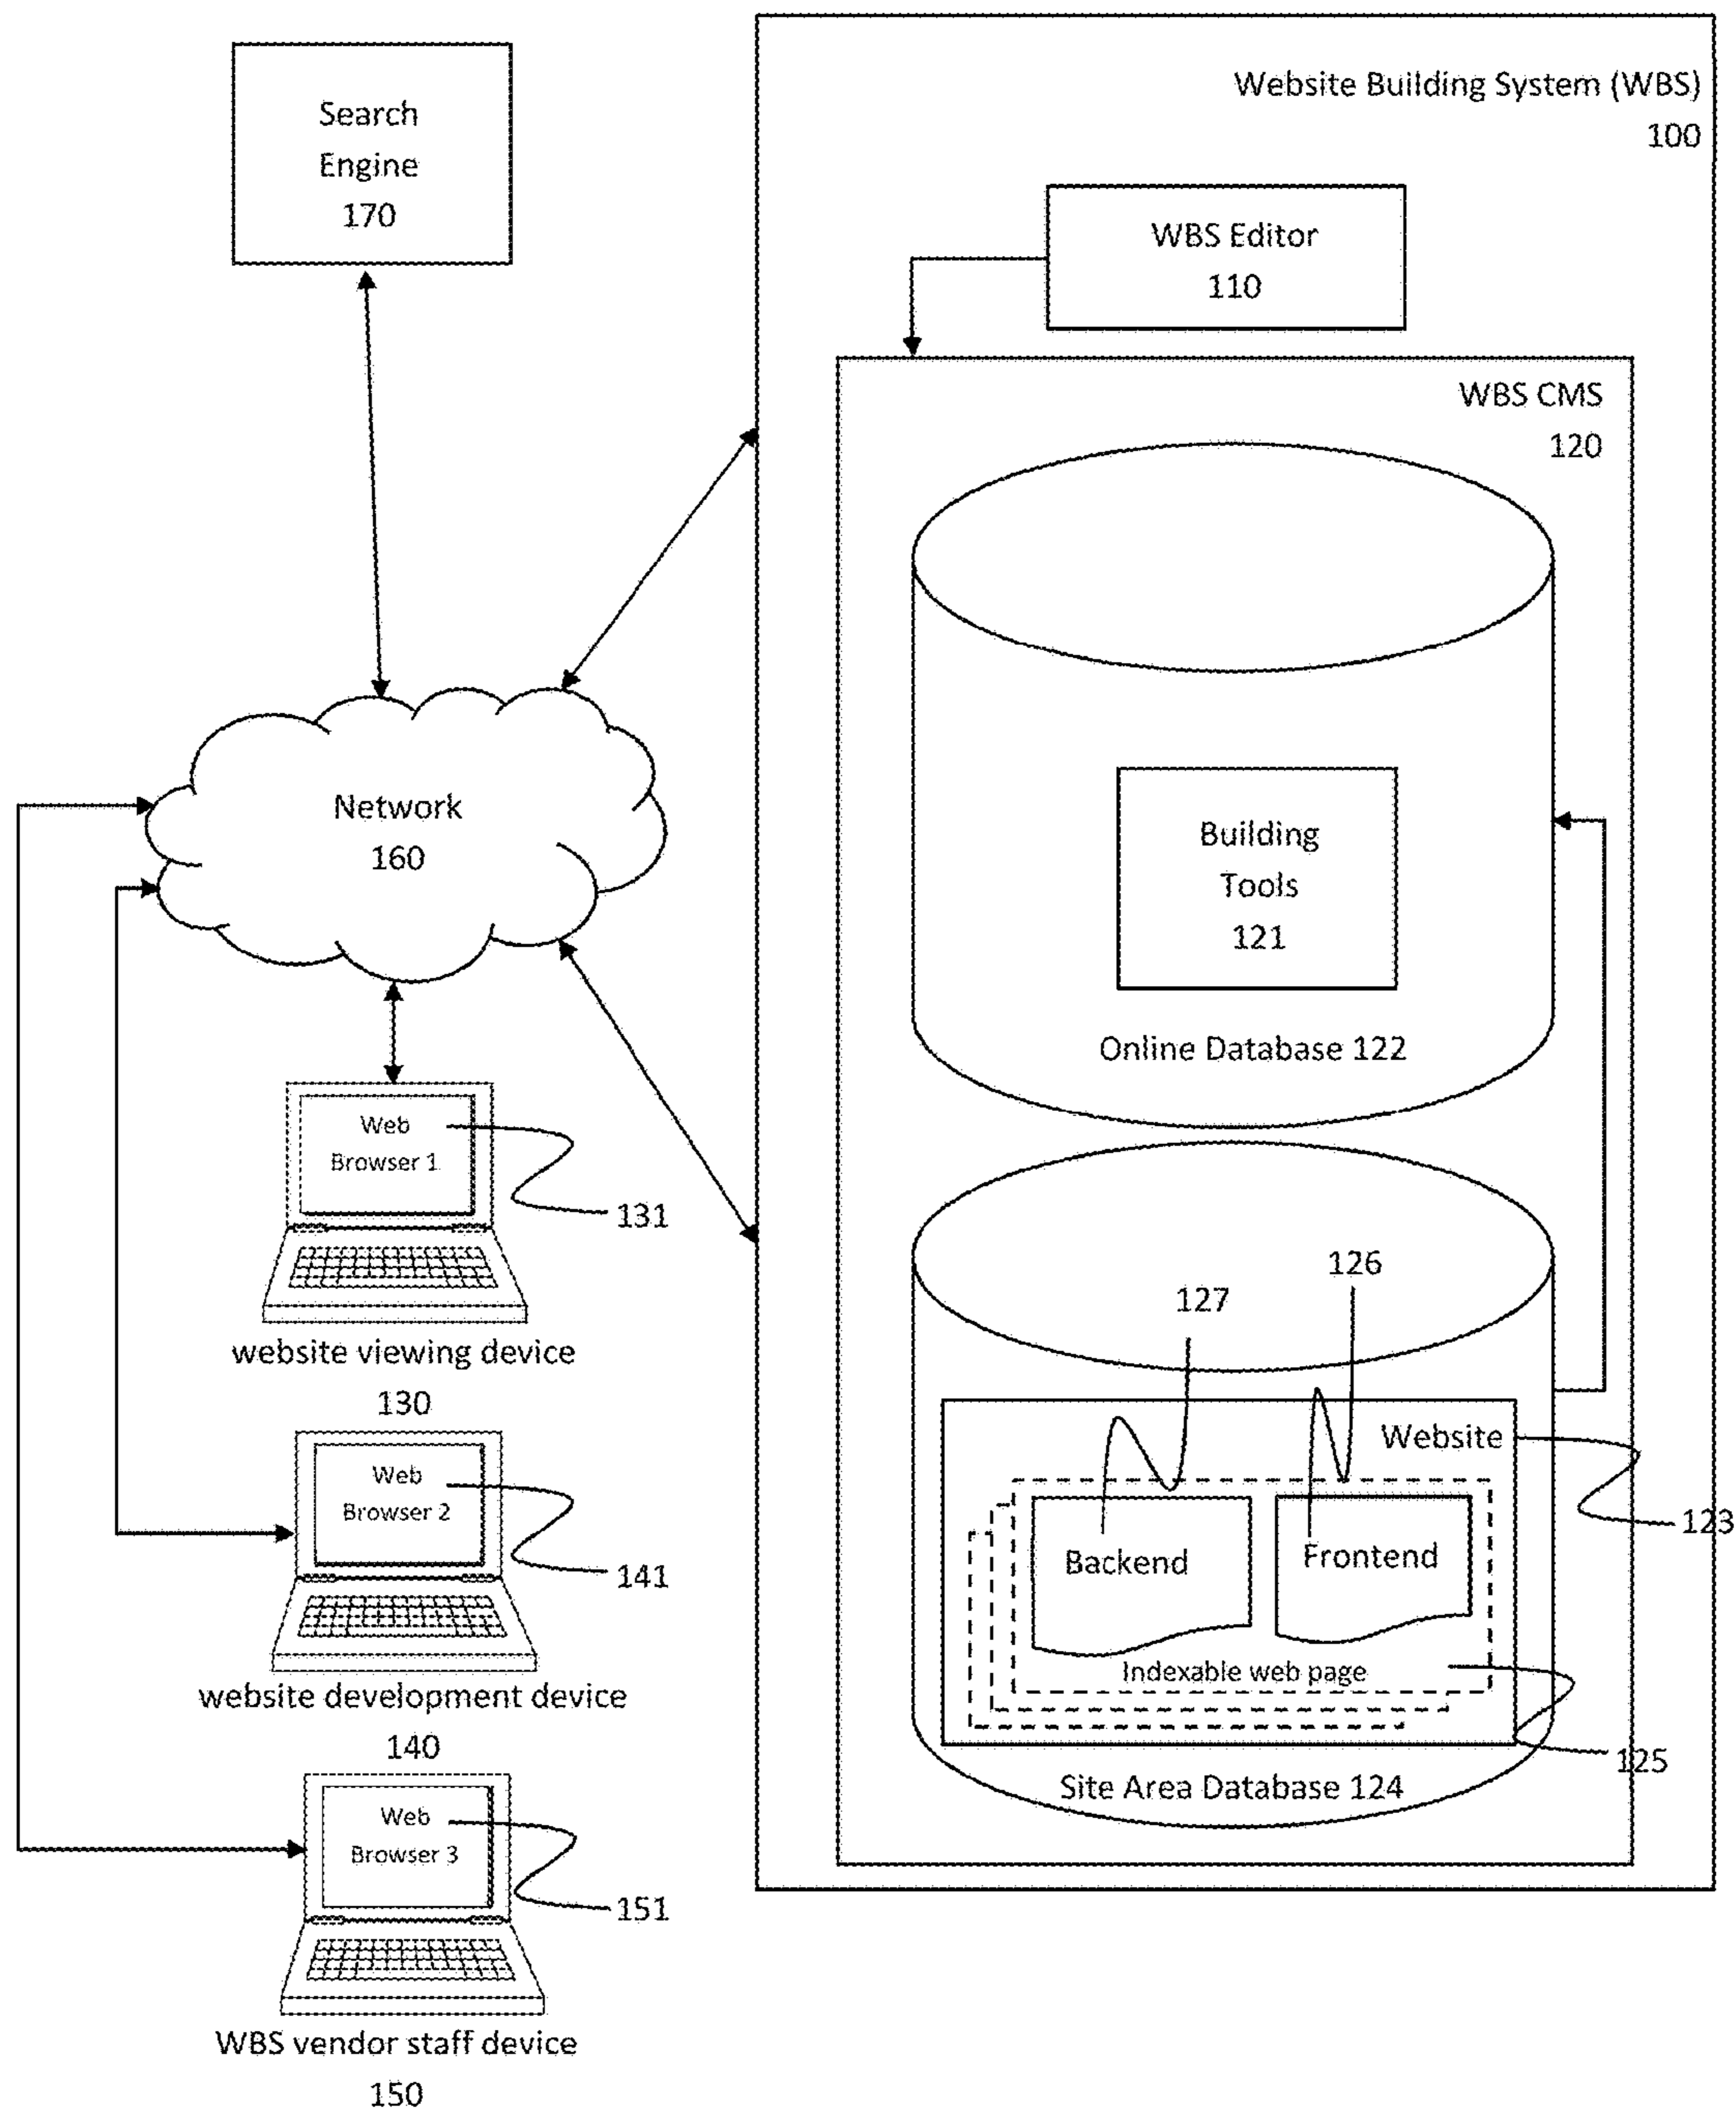 Search
Engine
170
Website Building System (WBS)
100
WBS Editor
110
WBS CMS
120
Network
160
Building
Tools
121
Online Database 122
Web
Browser 1
131
website viewing device
130
127
126
Website
123
Backend
Frontend
Indexable web page
125
Site Area Database 124
Web
Browser 2
141
website development device
140
Web
Browser 3
151
WBS vendor staff device
150